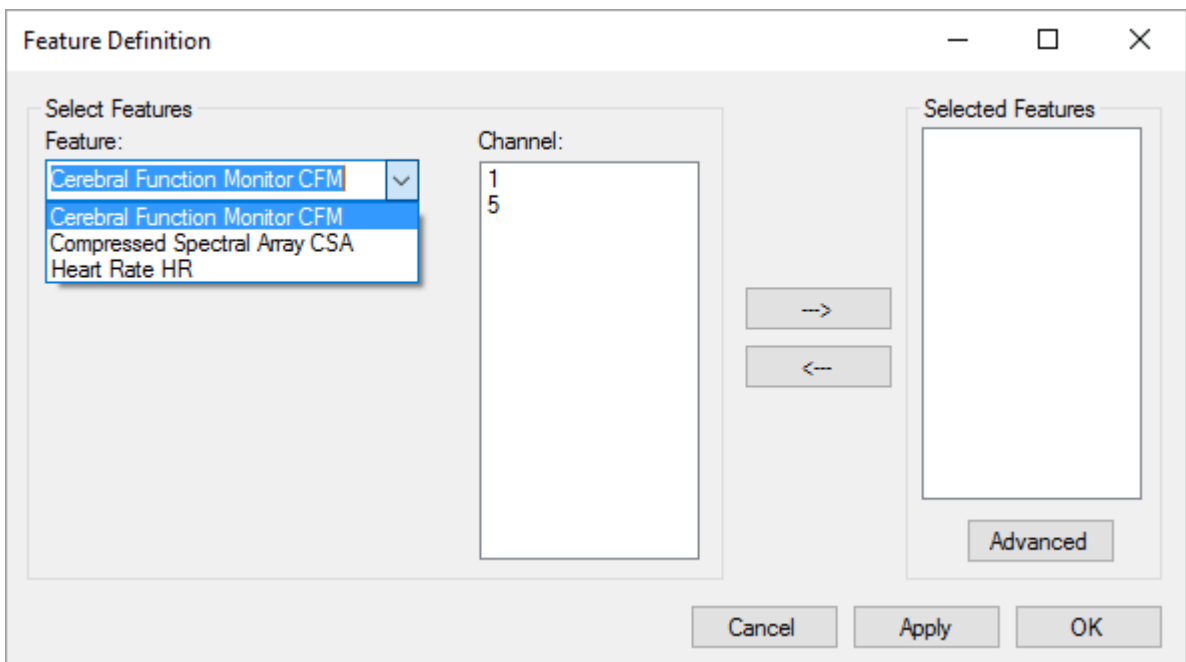 Feature Definition
Select Features
Feature:
Cerebral Function Monitor CFM
Cerebral Function Monitor CFM
Compressed Spectral Array CSA
Heart Rate HR
Channel:
1
5
--->
<---
Selected Features
Advanced
Cancel
Apply
OK